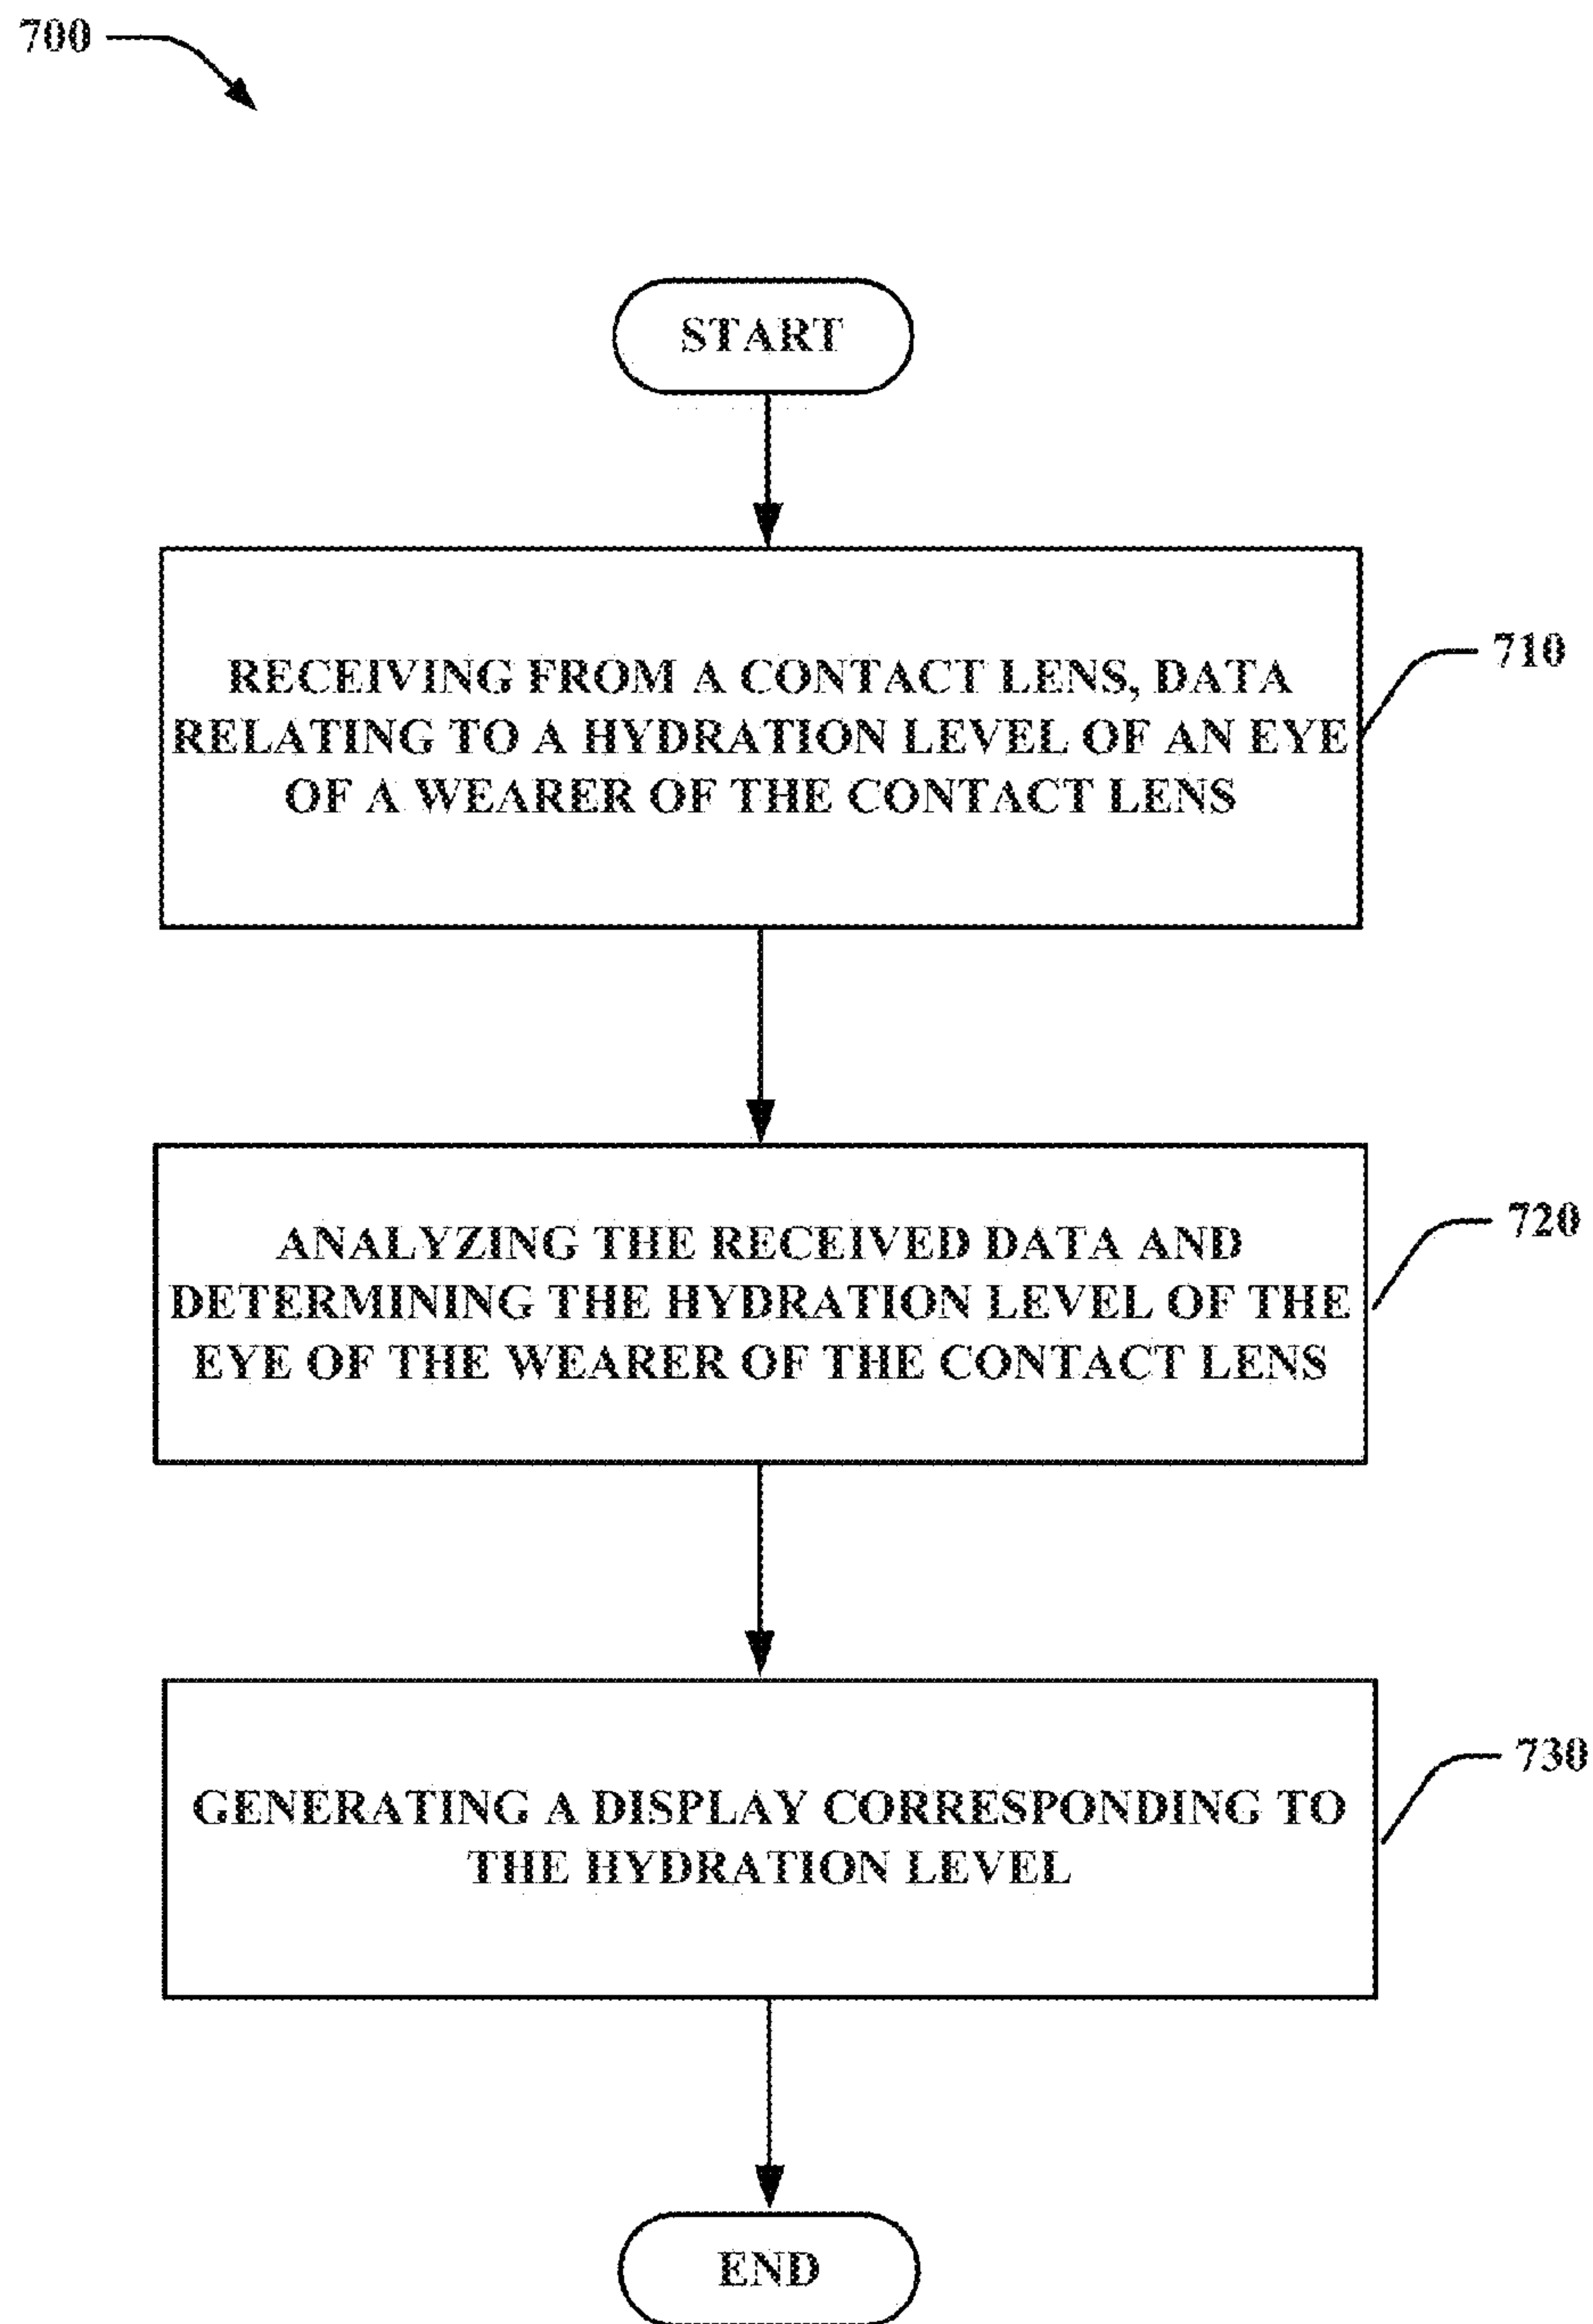 700
START
RECEIVING FROM A CONTACT LENS, DATA
RELATING TO A HYDRATION LEVEL OF AN EYE
OF A WEARER OF THE CONTACT LENS
710
ANALYZING THE RECEIVED DATA AND
DETERMINING THE HYDRATION LEVEL OF THE
EYE OF THE WEARER OF THE CONTACT LENS
720
GENERATING A DISPLAY CORRESPONDING TO
THE HYDRATION LEVEL
730
END